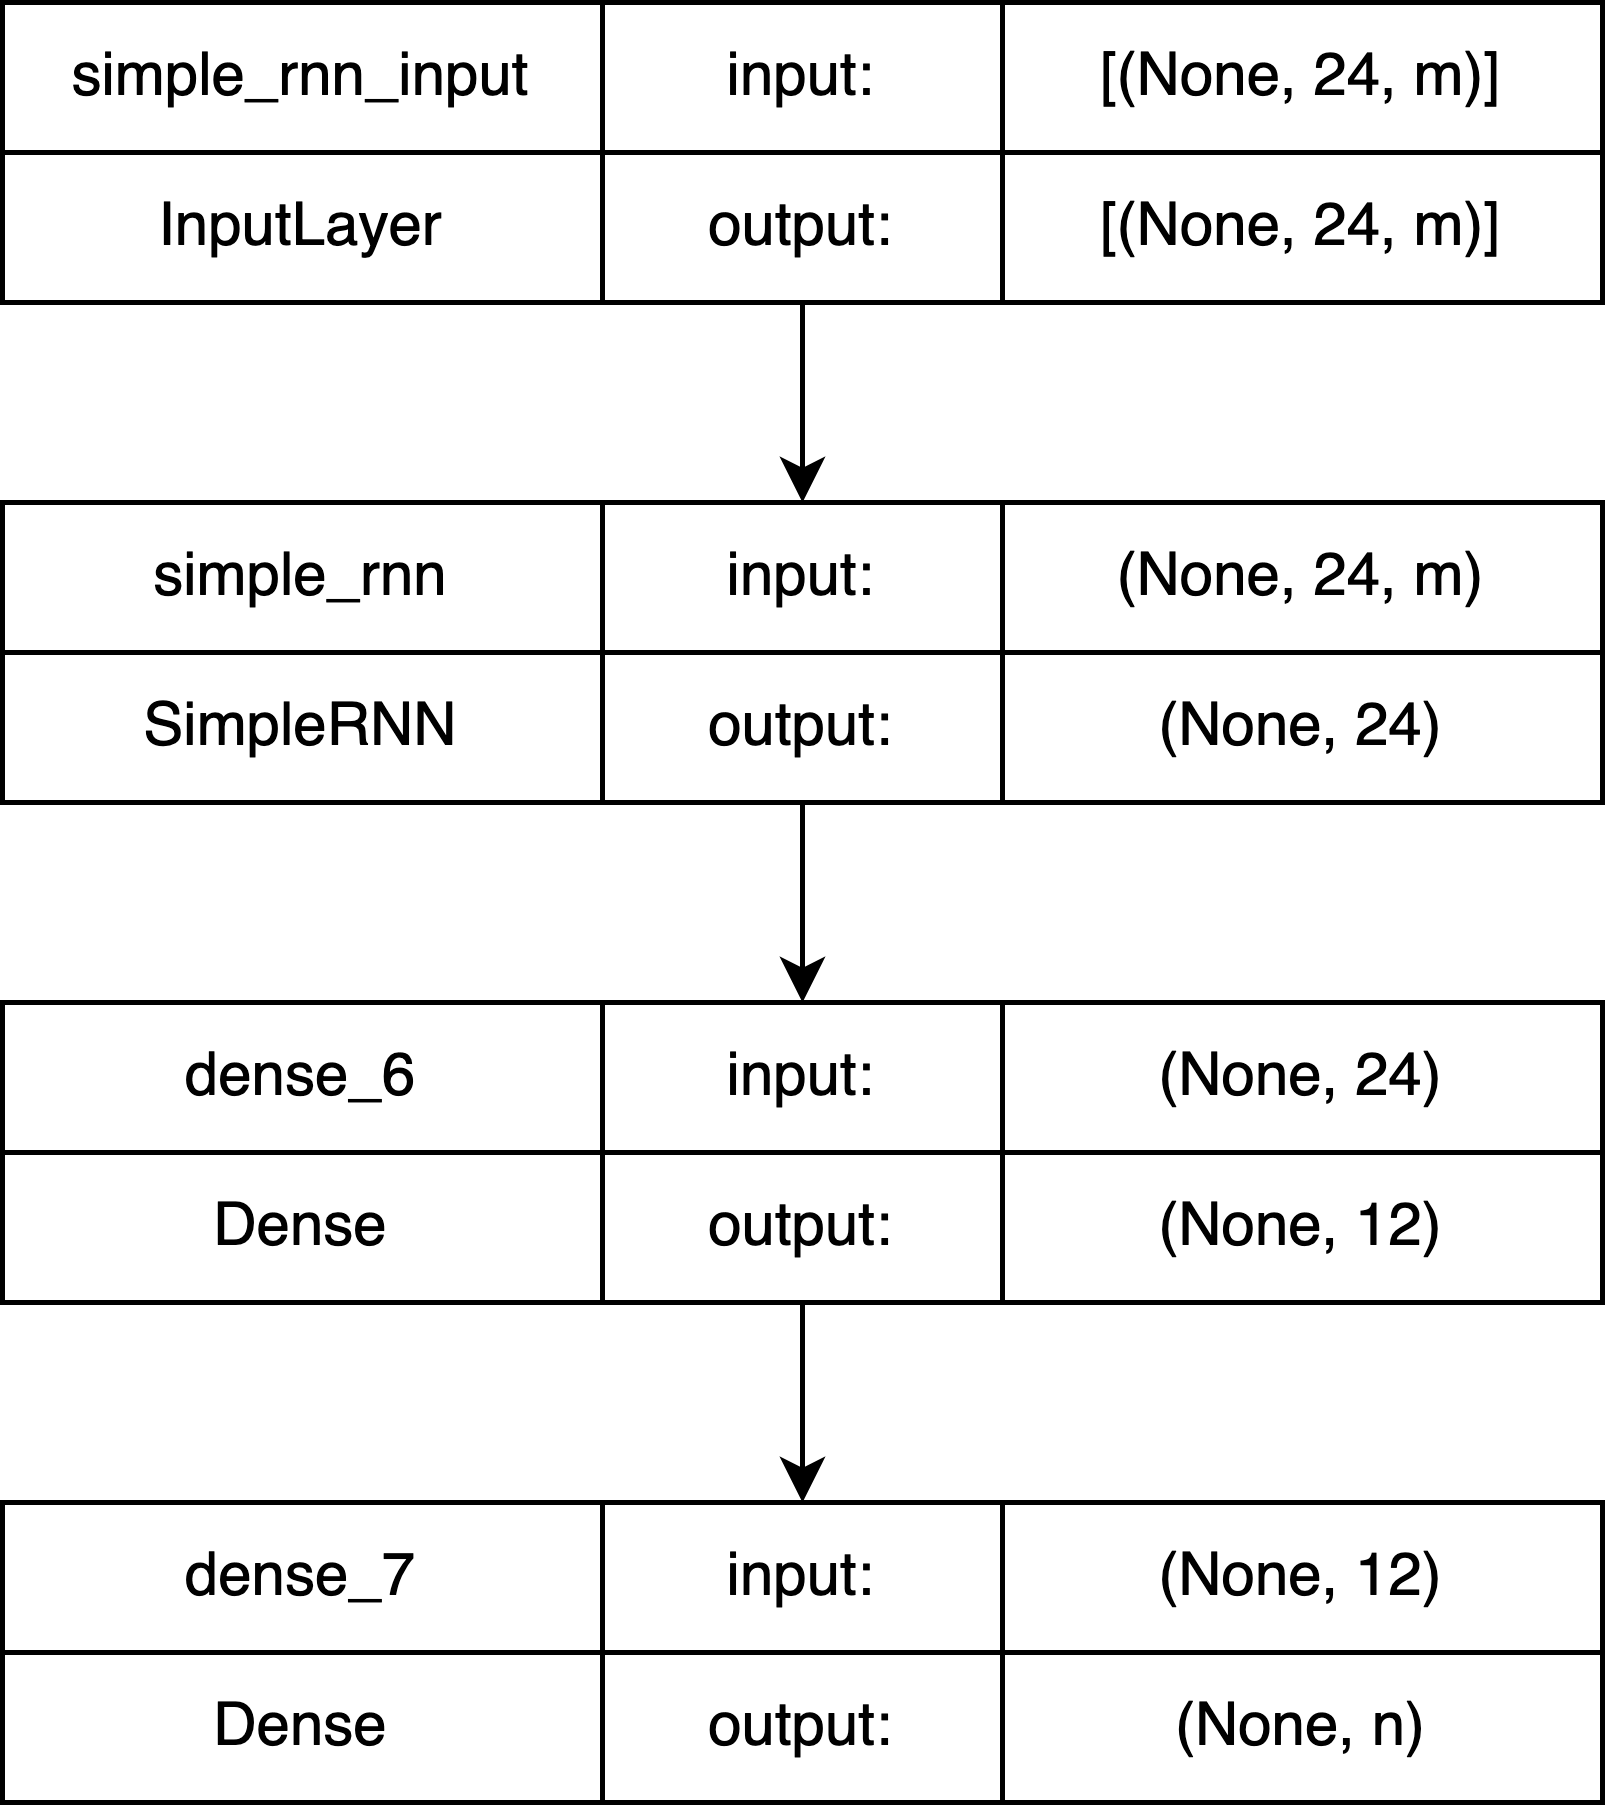 simple_rnn_input input: [(None, 24, m)]
InputLayer output: [(None, 24, m)]
simple_rnn input: (None, 24, m)
SimpleRNN output: (None, 24)
dense_6 input: (None, 24)
Dense output: (None, 12)
dense_7 input: (None, 12)
Dense output: (None, n)